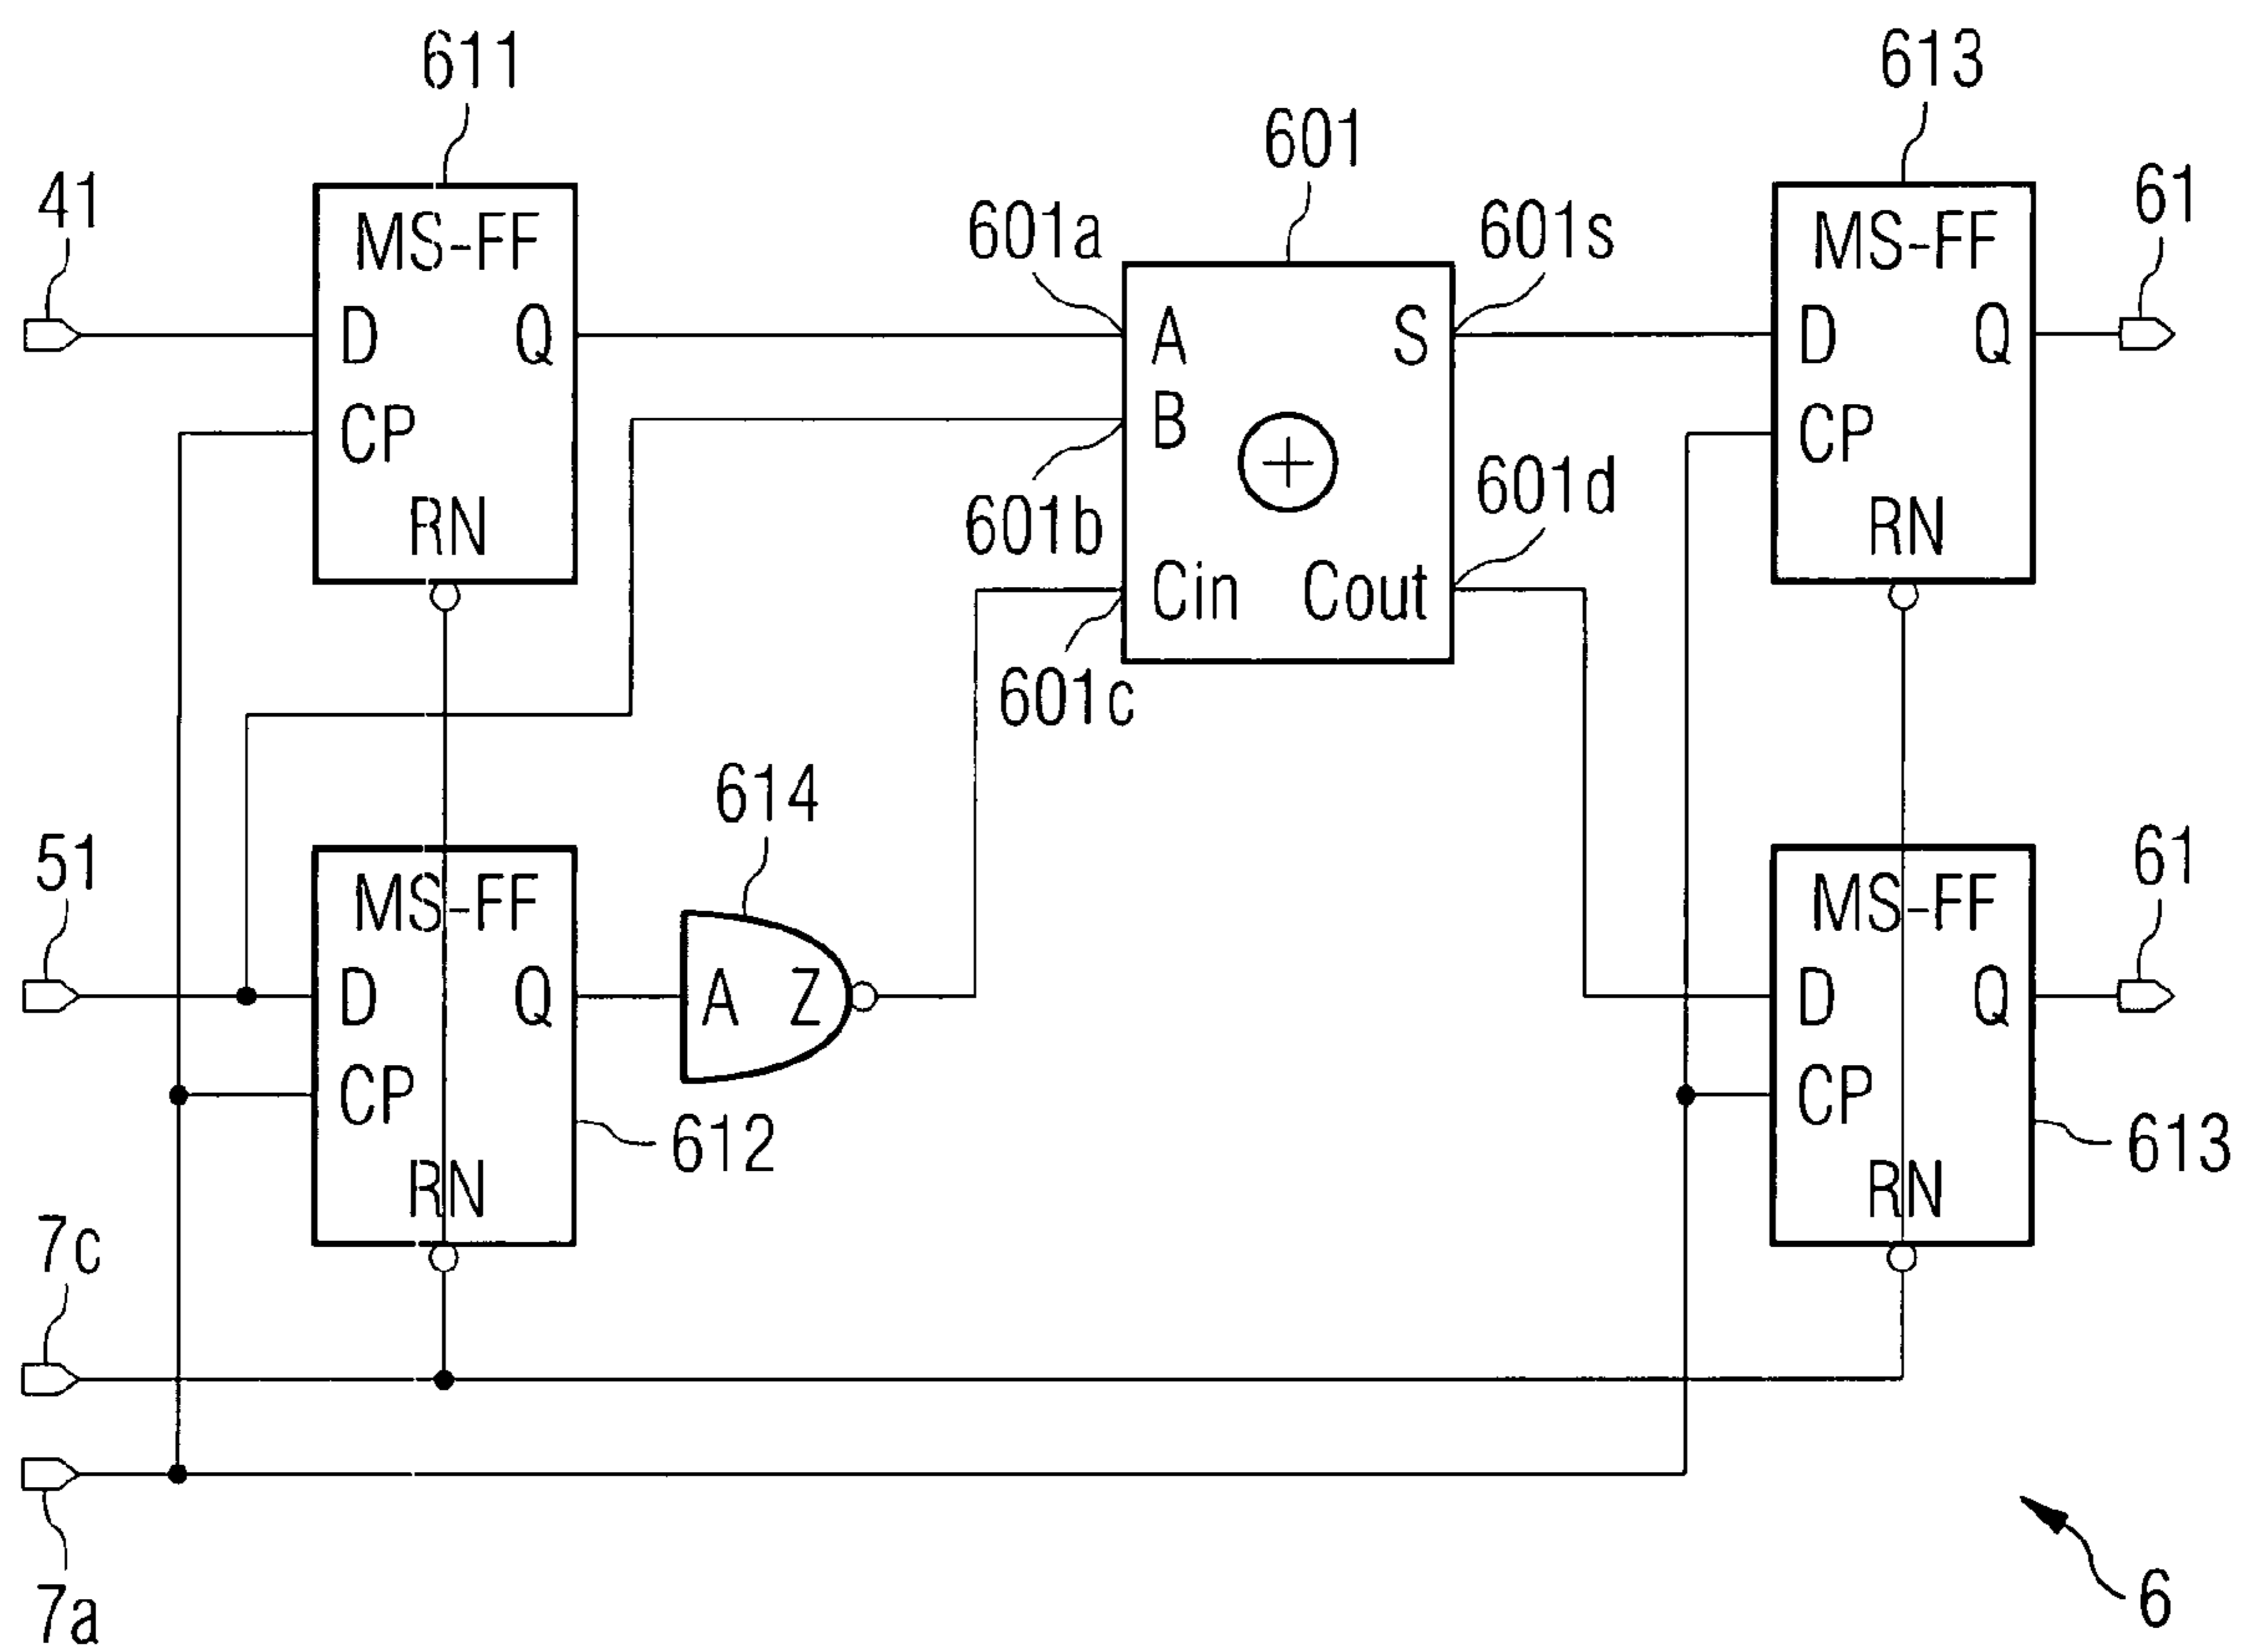 611
613
601
41
61
601a
601s
MS-FF
MS-FF
D Q
A S
D Q
CP
B
CP
601b
601d
RN
RN
Cin Cout
601c
614
51
61
MS-FF
MS-FF
D Q
A Z
D Q
CP
CP
612
613
RN
RN
7c
7a
6